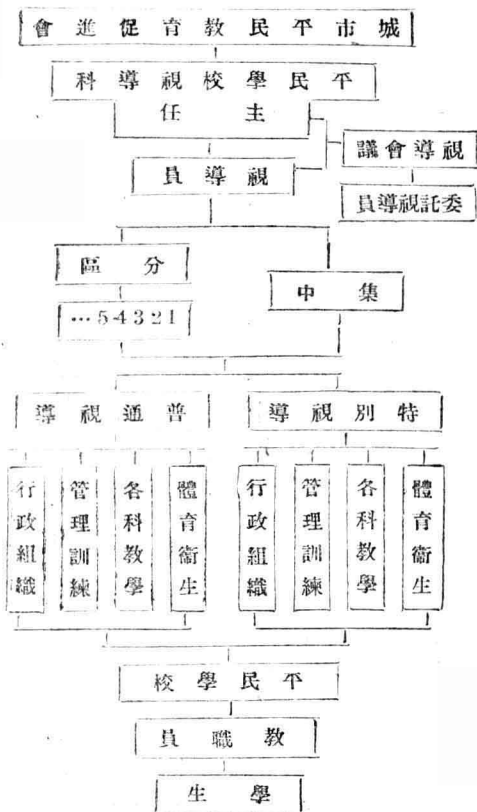 城市平民教育促進會
平民學校視導科
主任
視導會議
視導員
委託視導員
分區
集中
12345…
特別視導
普通視導
體育衞生
各科教學
管理訓練
行政組織
體育衞生
各科教學
管理訓練
行政組織
平民學校
教職員
學生